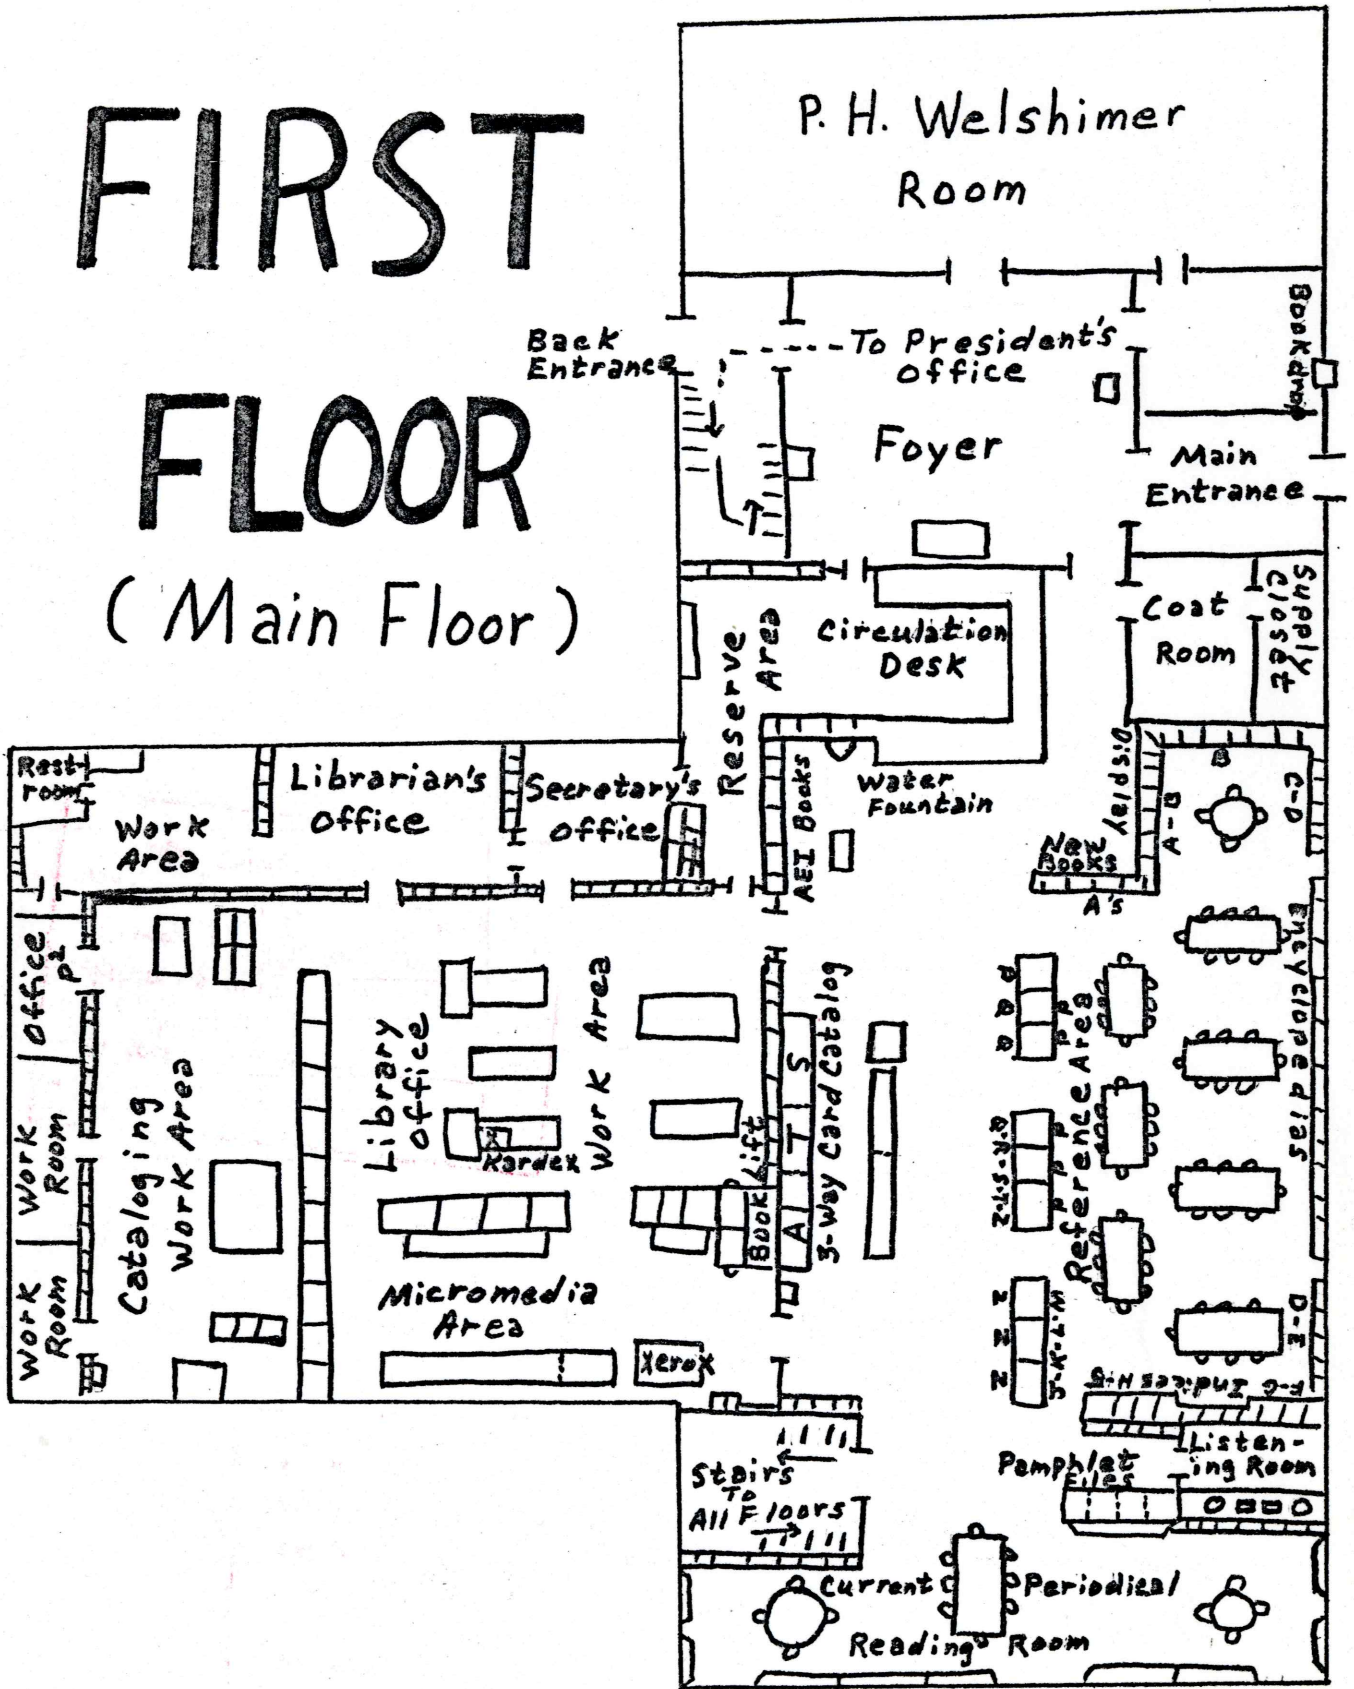 FIRST
FLOOR
(Main Floor)
P. H. Welshimer
Room
Back
Entrance
To President's
office
Bookdrop
Foyer
Main
Entrance
Supply
Closet
Coat
Room
Circulation
Desk
Reserve
Area
Rest-
room
Work
Area
Librarian's
office
Secretary's
office
AEI Books
Water
Fountain
Display
New
Books
A's
A-B
B
C-D
Encyclopedias
Office
P²
Work
Room
Work
Room
Cataloging
Work Area
Library
office
Work Area
Kardex
Book Lift
S
T
I
A
3-Way Card Catalog
P
Q
Q
P
P
Reference Area
Q-R-S-T-Z
P
P
P
Z
Z
Z
J-K-L-W
D-E
F-G Indices H-J
Micromedia
Area
Xerox
Stairs
To
All Floors
Pamphlet
Files
Listen-
ing Room
Current Periodical
Reading Room